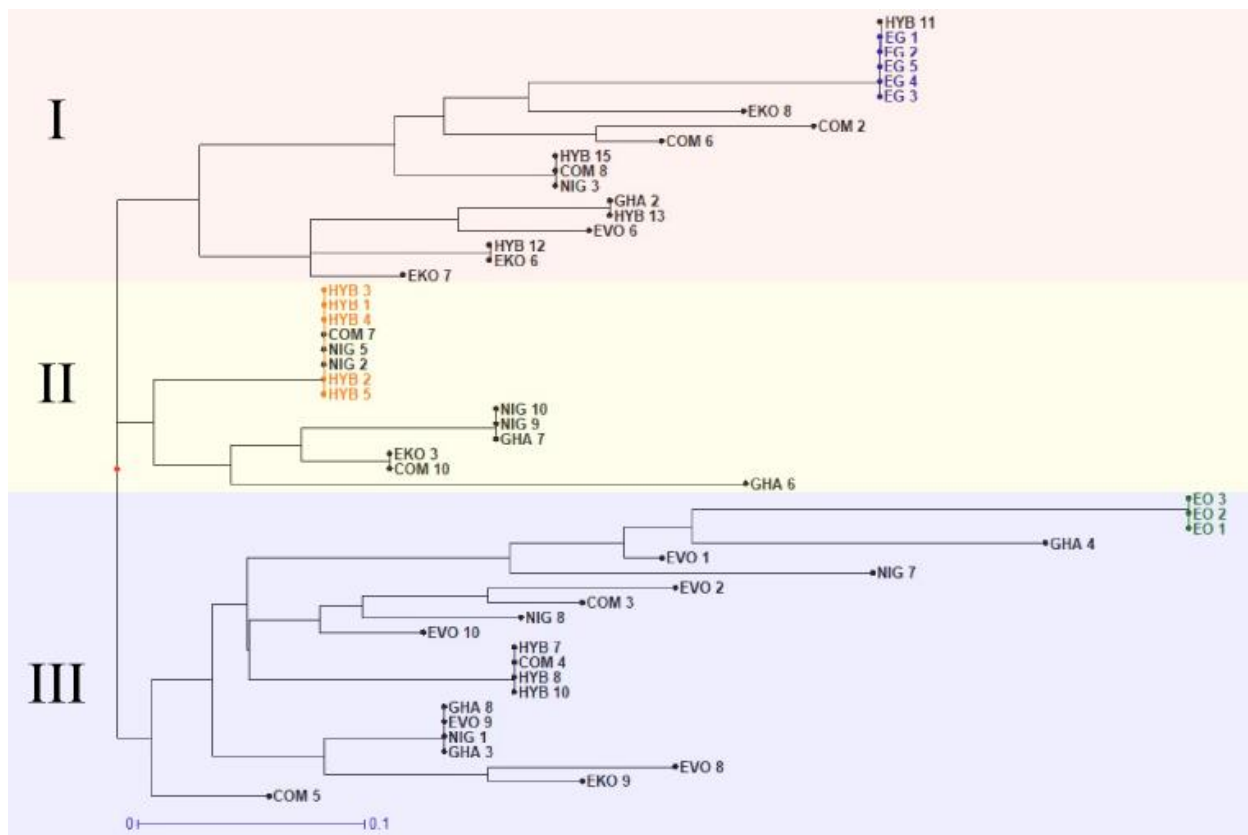 HYB 11
EG 1
EG 2
EG 5
EG 4
EG 3
I
EKO 8
COM 2
COM 6
HYB 15
COM 8
NIG 3
GHA 2
HYB 13
EVO 6
HYB 12
EKO 6
EKO 7
HYB 3
HYB 1
HYB 4
COM 7
NIG 5
NIG 2
II
HYB 2
HYB 5
NIG 10
NIG 9
GHA 7
EKO 3
COM 10
GHA 6
EO 3
EO 2
EO 1
GHA 4
EVO 1
NIG 7
EVO 2
COM 3
NIG 8
EVO 10
HYB 7
COM 4
HYB 8
III
HYB 10
GHA 8
EVO 9
NIG 1
GHA 3
EVO 8
EKO 9
COM 5
0 0.1